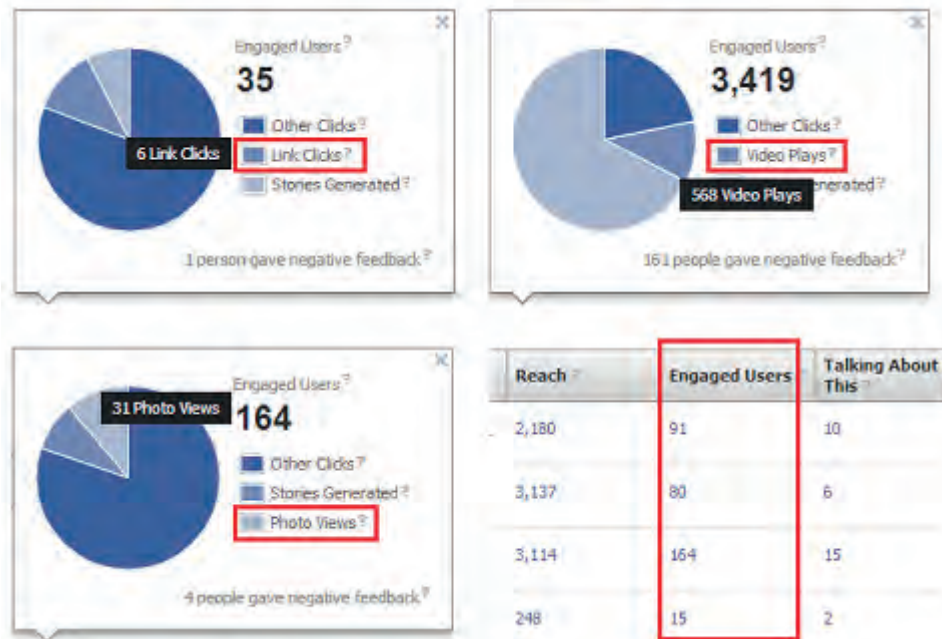 Engaged Users ?
35
Other Clicks ?
6 Link Clicks
Link Clicks ?
Stories Generated ?
1 person gave negative feedback ?
Engaged Users ?
3,419
Other Clicks ?
Video Plays ?
568 Video Plays
enerated ?
161 people gave negative feedback ?
Engaged Users ?
31 Photo Views
164
Other Clicks ?
Stories Generated ?
Photo Views ?
4 people gave negative feedback ?
Reach ? Engaged Users Talking About
This ?
2,180 91 10
3,137 80 6
3,114 164 15
248 15 2